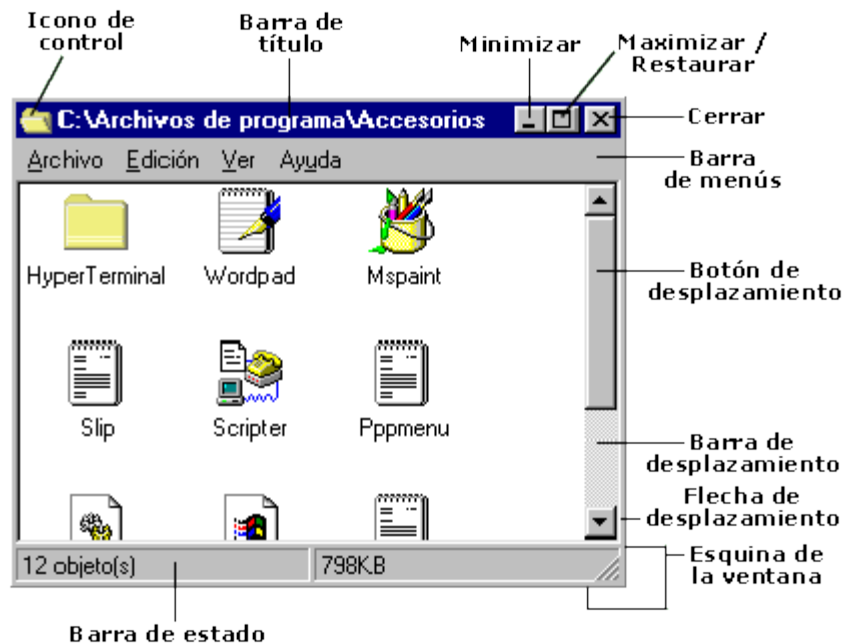 Icono de
control
Barra de
título
Minimizar
Maximizar /
Restaurar
C:\Archivos de programa\Accesorios
Cerrar
Archivo Edición Ver Ayuda
Barra
de menús
HyperTerminal Wordpad Mspaint
Botón de
desplazamiento
Slip Scripter Pppmenu
Barra de
desplazamiento
Flecha de
desplazamiento
12 objeto(s) 798KB
Esquina de
la ventana
Barra de estado